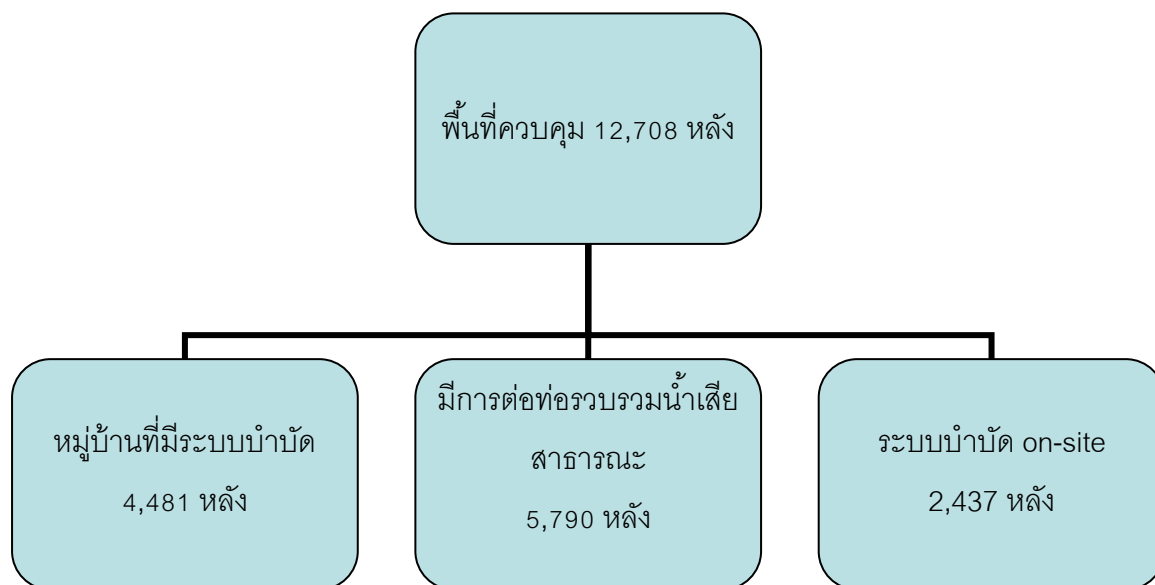 พื้นที่ควบคุม 12,708 หลัง
หมู่บ้านที่มีระบบบำบัด
4,481 หลัง
มีการต่อท่อรวบรวมน้ำเสีย
สาธารณะ
5,790 หลัง
ระบบบำบัด on-site
2,437 หลัง